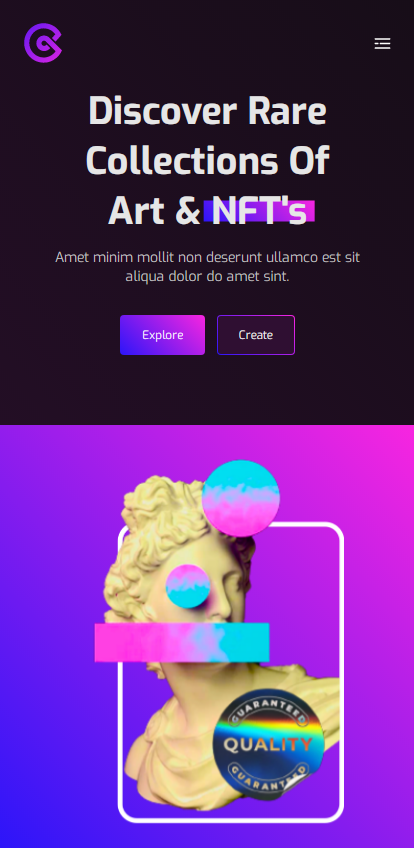 Discover Rare
Collections Of
Art & NFT's
Amet minim mollit non deserunt ullamco est sit
aliqua dolor do amet sint.
Explore
Create
GUARANTEED
QUALITY
GUARANTEED